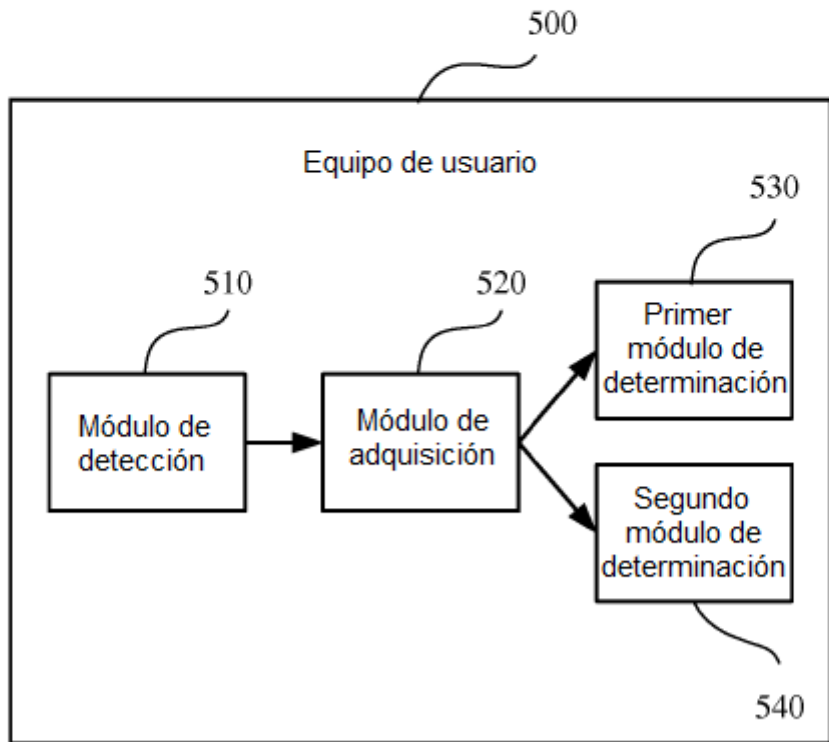 500
Equipo de usuario
530
510
520
Primer
módulo de
determinación
Módulo de
detección
Módulo de
adquisición
Segundo
módulo de
determinación
540